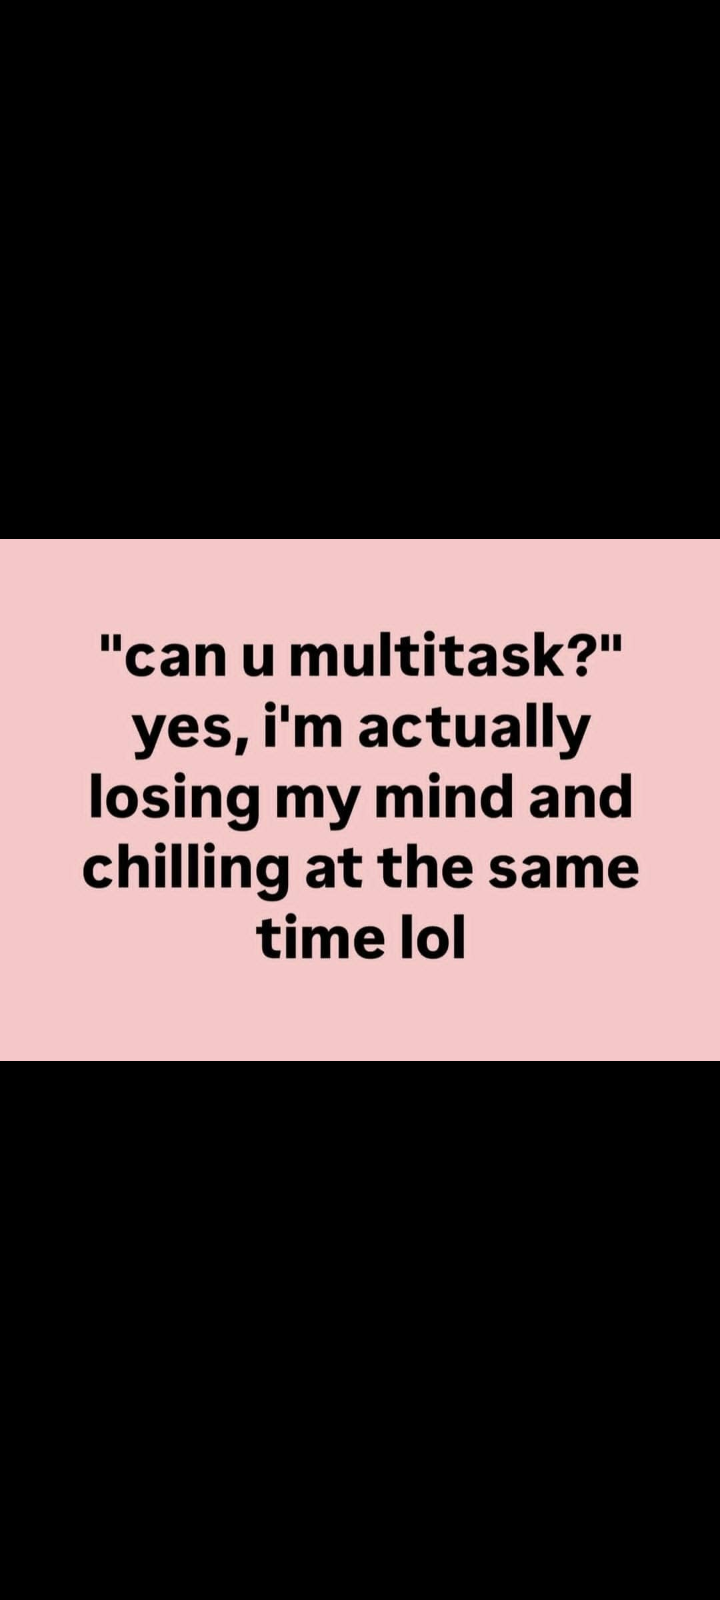 "can u multitask?"
yes, i'm actually
losing my mind and
chilling at the same
time lol